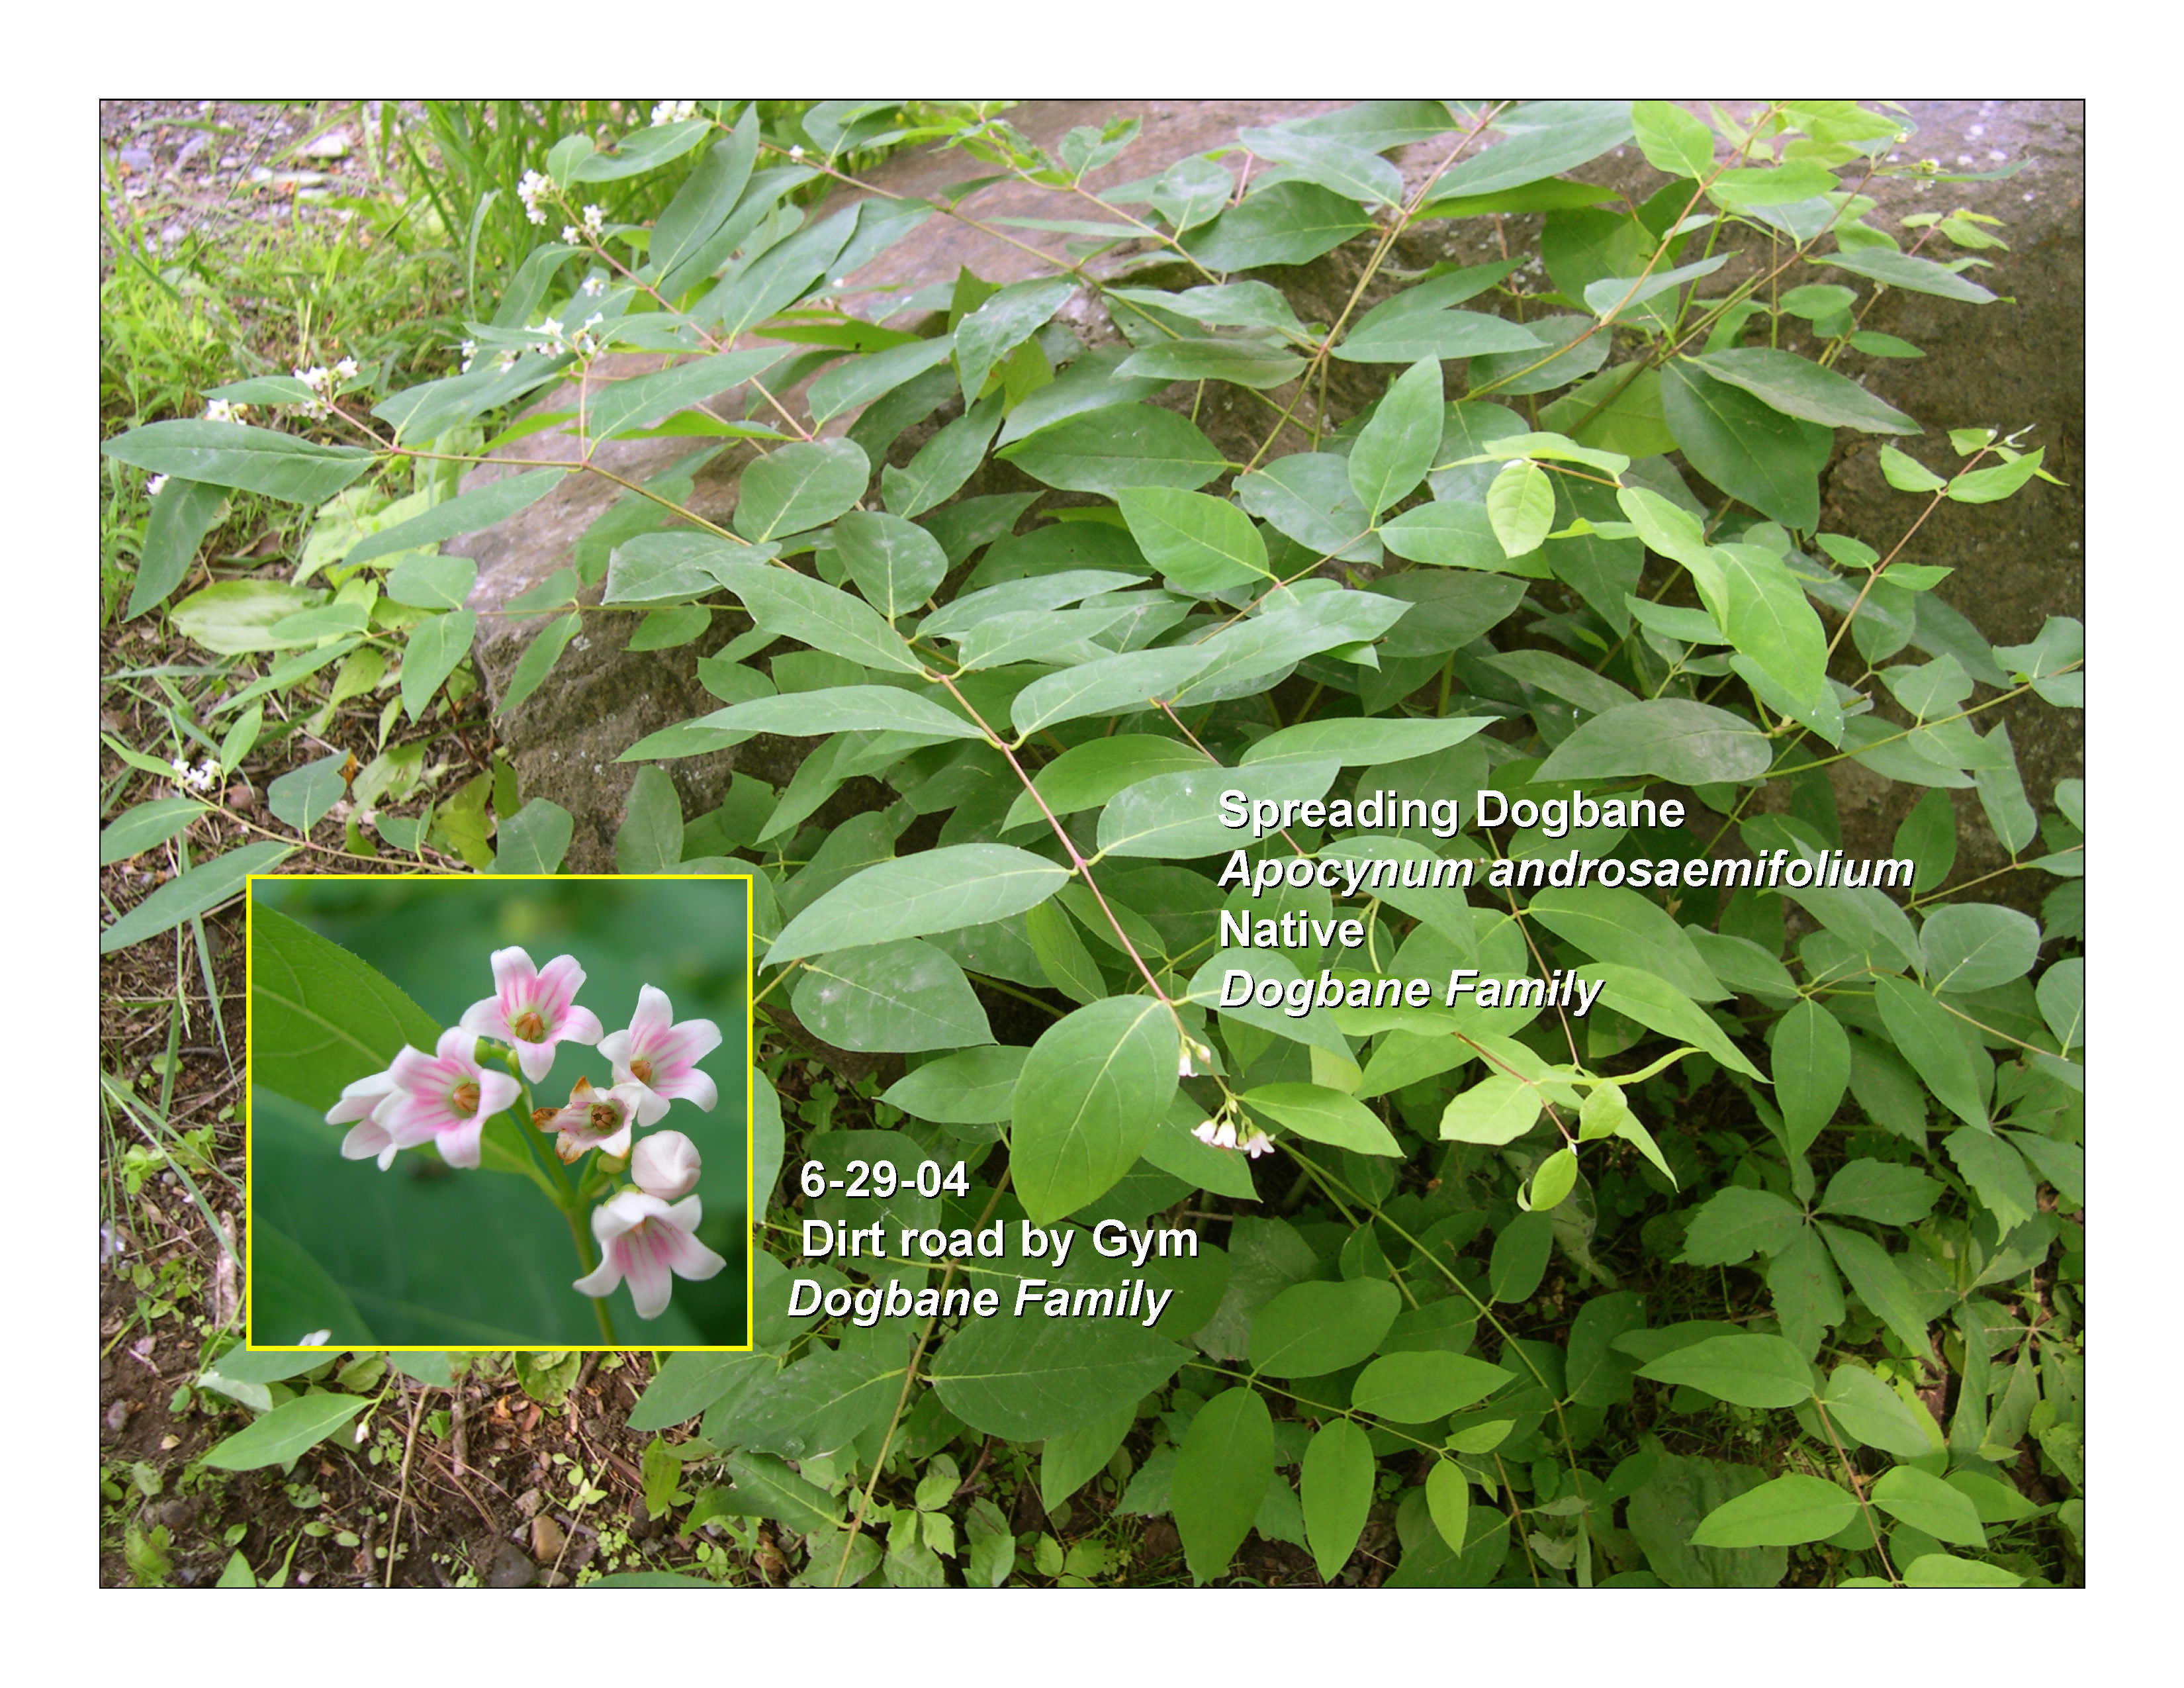 Spreading Dogbane
Apocynum androsaemifolium
Native
Dogbane Family
6-29-04
Dirt road by Gym
Dogbane Family